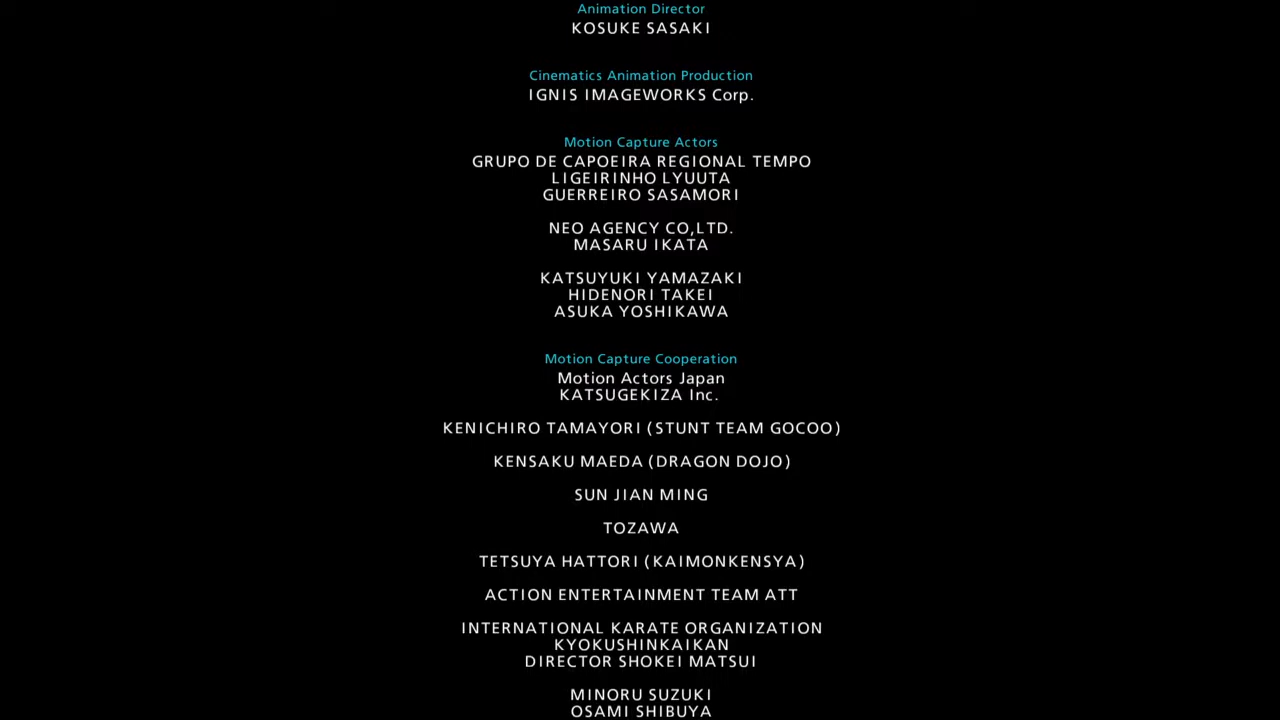 Animation Director
KOSUKE SASAKI
Cinematics Animation Production
IGNIS IMAGEWORKS Corp.
Motion Capture Actors
GRUPO DE CAPOEIRA REGIONAL TEMPO
LIGEIRINHO LYUUTA
GUERREIRO SASAMORI
NEO AGENCY CO,LTD.
MASARU IKATA
KATSUYUKI YAMAZAKI
HIDENORI TAKEI
ASUKA YOSHIKAWA
Motion Capture Cooperation
Motion Actors Japan
KATSUGEKIZA Inc.
KENICHIRO TAMAYORI (STUNT TEAM GOCOO)
KENSAKU MAEDA (DRAGON DOJO)
SUN JIAN MING
TOZAWA
TETSUYA HATTORI (KAIMONKENSYA)
ACTION ENTERTAINMENT TEAM ATT
INTERNATIONAL KARATE ORGANIZATION
KYOKUSHINKAIKAN
DIRECTOR SHOKEI MATSUI
MINORU SUZUKI
OSAMI SHIBUYA